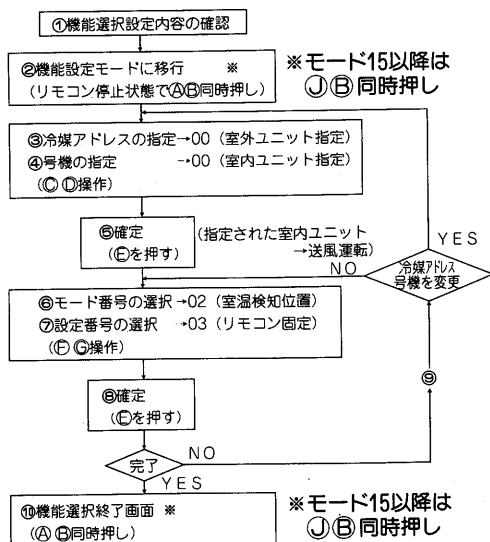 ①機能選択設定内容の確認
②機能設定モードに移行 ※
(リモコン停止状態でⒶⒷ同時押し)
※モード15以降は
ⒿⒷ同時押し
③冷媒アドレスの指定→00 (室外ユニット指定)
④号機の指定 →00 (室内ユニット指定)
(Ⓒ Ⓓ操作)
⑤確定
(Ⓔを押す)
(指定された室内ユニット
→送風運転)
YES
NO
冷媒アドレス
号機を変更
⑥モード番号の選択→02 (室温検知位置)
⑦設定番号の選択 →03 (リモコン固定)
(Ⓕ Ⓖ操作)
⑧確定
(Ⓔを押す)
⑨
完了
NO
YES
⑩機能選択終了画面 ※
(Ⓐ Ⓑ同時押し)
※モード15以降は
ⒿⒷ同時押し